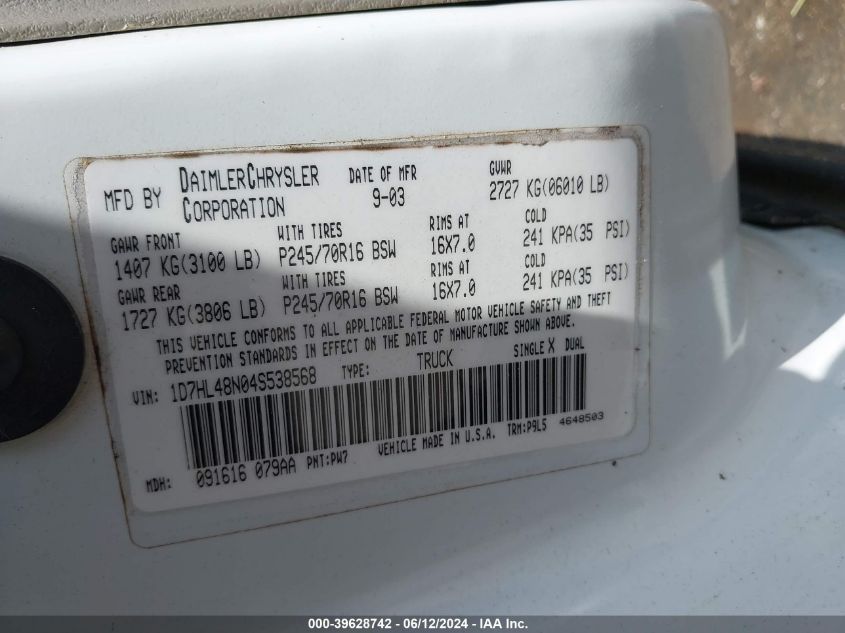 MFD BY DAIMLERCHRYSLER CORPORATION DATE OF MFR 9-03 GVWR 2727 KG(06010 LB)
GAWR FRONT WITH TIRES RIMS AT COLD
1407 KG(3100 LB) P245/70R16 BSW 16X7.0 241 KPA(35 PSI)
GAWR REAR WITH TIRES RIMS AT COLD
1727 KG(3806 LB) P245/70R16 BSW 16X7.0 241 KPA(35 PSI)
THIS VEHICLE CONFORMS TO ALL APPLICABLE FEDERAL MOTOR VEHICLE SAFETY AND THEFT
PREVENTION STANDARDS IN EFFECT ON THE DATE OF MANUFACTURE SHOWN ABOVE.
VIN: 1D7HL48N04S538568 TYPE: TRUCK SINGLE X DUAL
MDH: 091616 079AA PNT:PW7 VEHICLE MADE IN U.S.A. TRM:P9L5 4648503
000-39628742 - 06/12/2024 - IAA Inc.